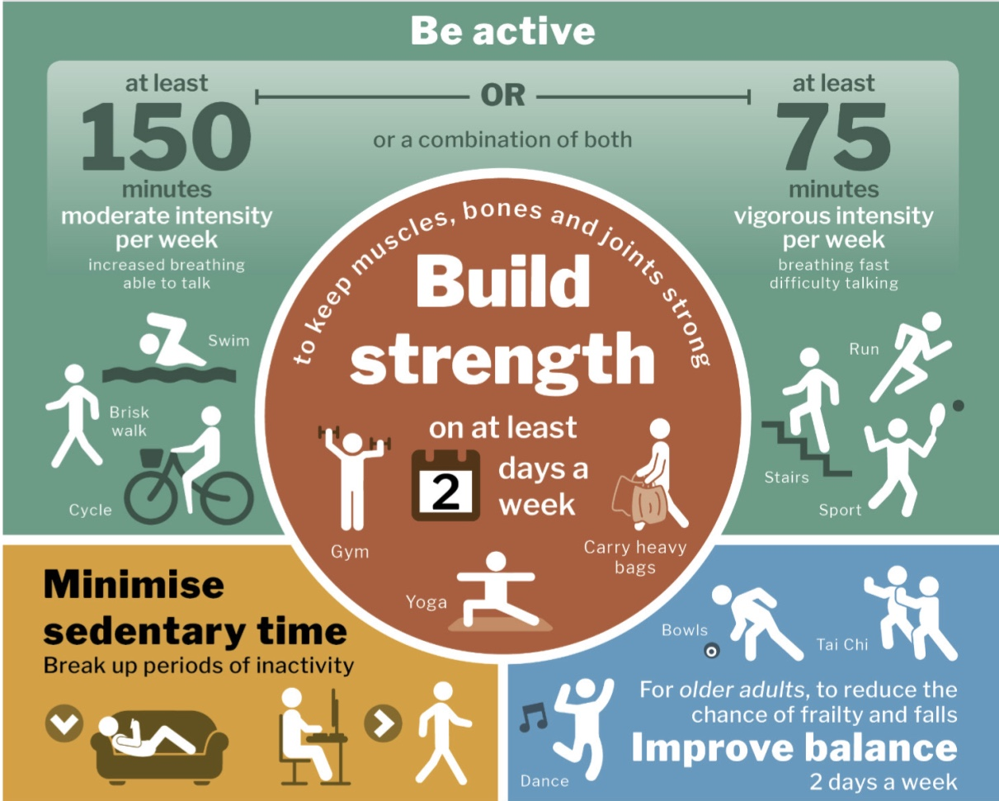 Be active
at least
150
minutes
moderate intensity
per week
increased breathing
able to talk
OR
or a combination of both
at least
75
minutes
vigorous intensity
per week
breathing fast
difficulty talking
Swim
Brisk
walk
Cycle
Run
Stairs
Sport
to keep muscles, bones and joints strong
Build
strength
on at least
2
days a
week
Gym
Carry heavy
bags
Yoga
Minimise
sedentary time
Break up periods of inactivity
Bowls
Tai Chi
Dance
For older adults, to reduce the
chance of frailty and falls
Improve balance
2 days a week